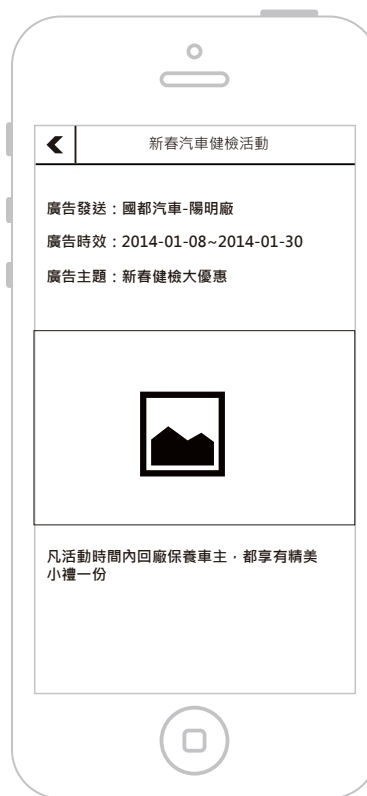 新春汽車健檢活動
廣告發送：國都汽車-陽明廠
廣告時效：2014-01-08~2014-01-30
廣告主題：新春健檢大優惠
凡活動時間內回廠保養車主，都享有精美
小禮一份